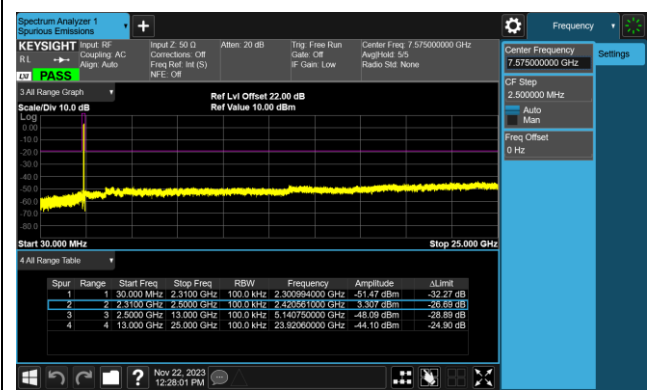 Spectrum Analyzer 1
Spurious Emissions
Frequency
KEYSIGHT Input: RF Input Z: 50 Ω Atten: 20 dB Trig: Free Run Center Freq: 7.575000000 GHz
RL Coupling: AC Corrections: Off Gate: Off Avg|Hold: 5/5
Align: Auto Freq Ref: Int (S) IF Gain: Low Radio Std: None
NFE: Off
LXI PASS
Center Frequency
7.575000000 GHz
Settings
CF Step
2.500000 MHz
Auto
Man
Freq Offset
0 Hz
3 All Range Graph
Ref Lvl Offset 22.00 dB
Scale/Div 10.0 dB Ref Value 10.00 dBm
Log
0.00
-10.0
-20.0
-30.0
-40.0
-50.0
-60.0
-70.0
-80.0
Start 30.000 MHz Stop 25.000 GHz
4 All Range Table
Spur Range Start Freq Stop Freq RBW Frequency Amplitude ΔLimit
1 1 30.000 MHz 2.3100 GHz 100.0 kHz 2.300994000 GHz -51.47 dBm -32.27 dB
2 2 2.3100 GHz 2.5000 GHz 100.0 kHz 2.420561000 GHz 3.307 dBm -26.69 dB
3 3 2.5000 GHz 13.000 GHz 100.0 kHz 5.140750000 GHz -48.09 dBm -28.89 dB
4 4 13.000 GHz 25.000 GHz 100.0 kHz 23.92060000 GHz -44.10 dBm -24.90 dB
Nov 22, 2023
12:28:01 PM